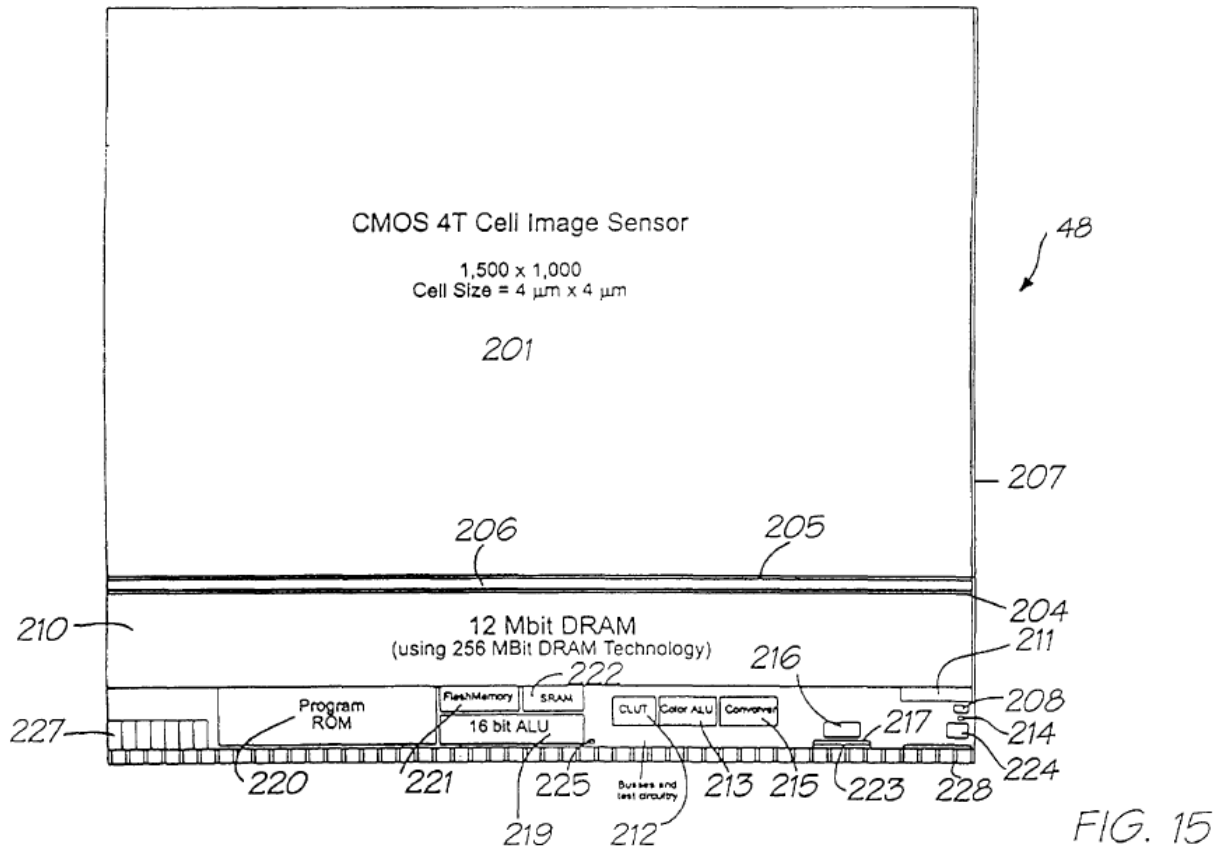 CMOS 4T Cell Image Sensor
48
1,500 x 1,000
Cell Size = 4 µm x 4 µm
201
207
206
205
210
12 Mbit DRAM
204
(using 256 MBit DRAM Technology)
211
216
222
FlashMemory
SRAM
208
Program
ROM
CLUT
Color ALU
Convolver
217
214
227
16 bit ALU
224
220
221
225
Busses and
test circuitry
213
215
223
228
219
212
FIG. 15